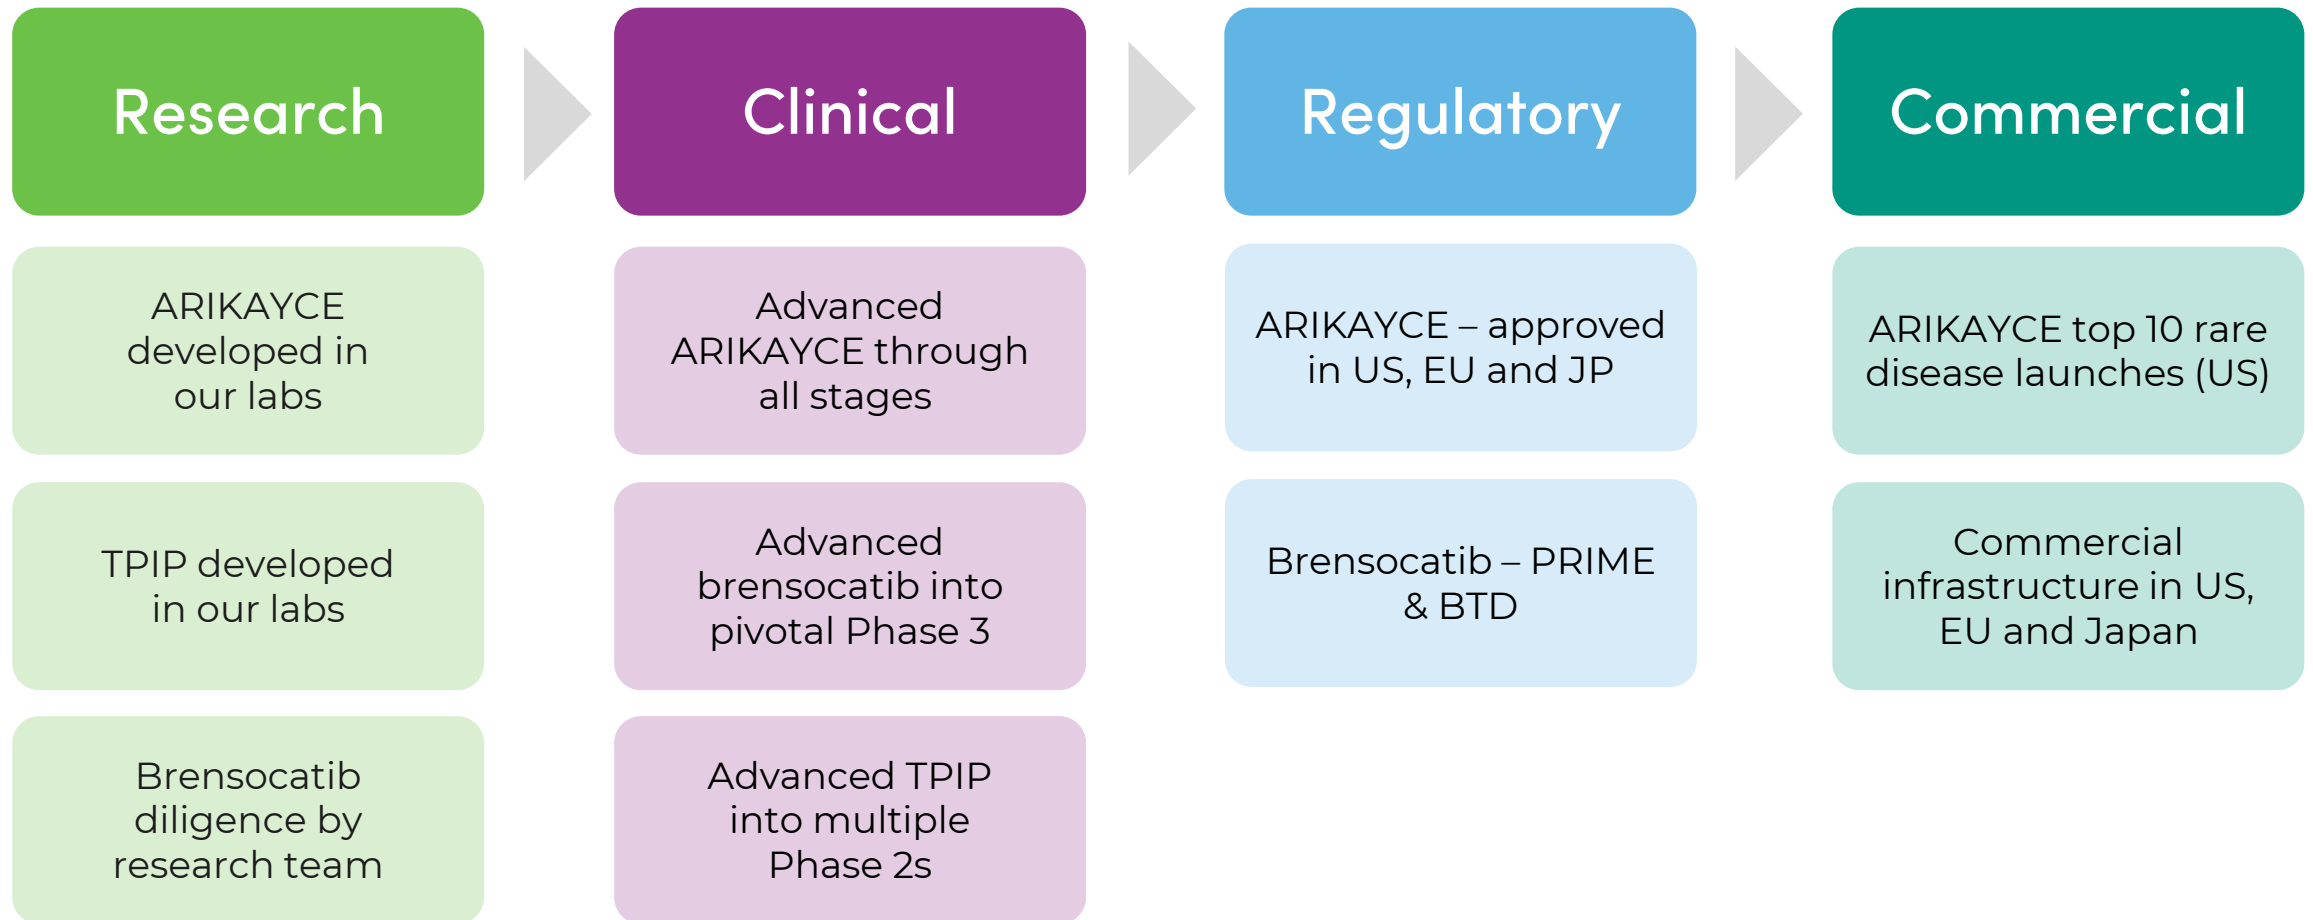 Research
Clinical
Regulatory
Commercial
ARIKAYCE
developed in
our labs
Advanced
ARIKAYCE through
all stages
ARIKAYCE – approved
in US, EU and JP
ARIKAYCE top 10 rare
disease launches (US)
TPIP developed
in our labs
Advanced
brensocatib into
pivotal Phase 3
Brensocatib – PRIME
& BTD
Commercial
infrastructure in US,
EU and Japan
Brensocatib
diligence by
research team
Advanced TPIP
into multiple
Phase 2s